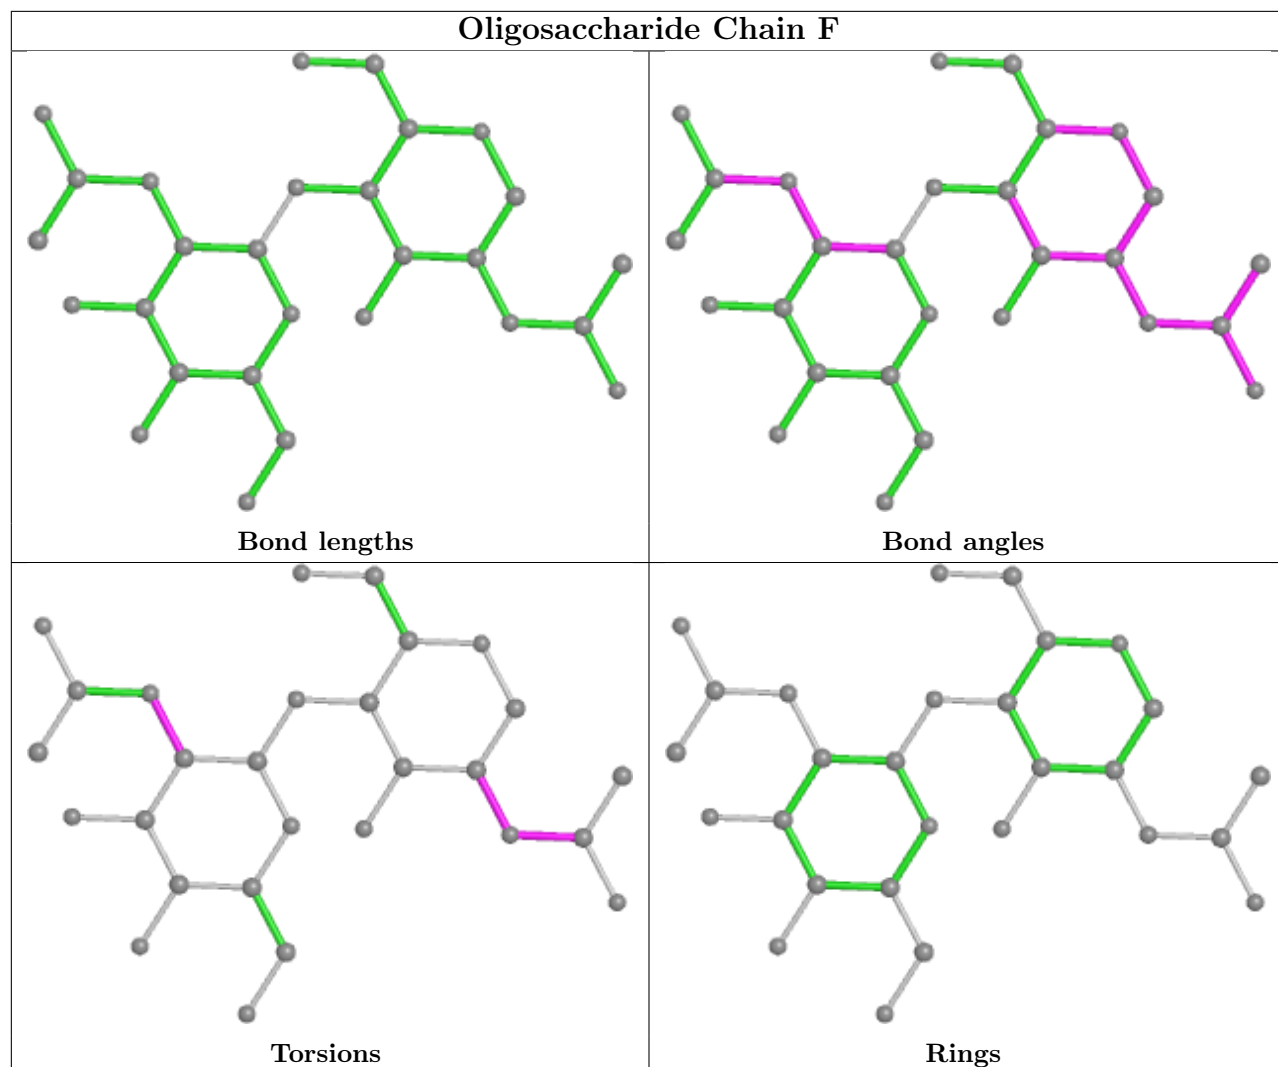 Oligosaccharide Chain F
Bond lengths
Bond angles
Torsions
Rings